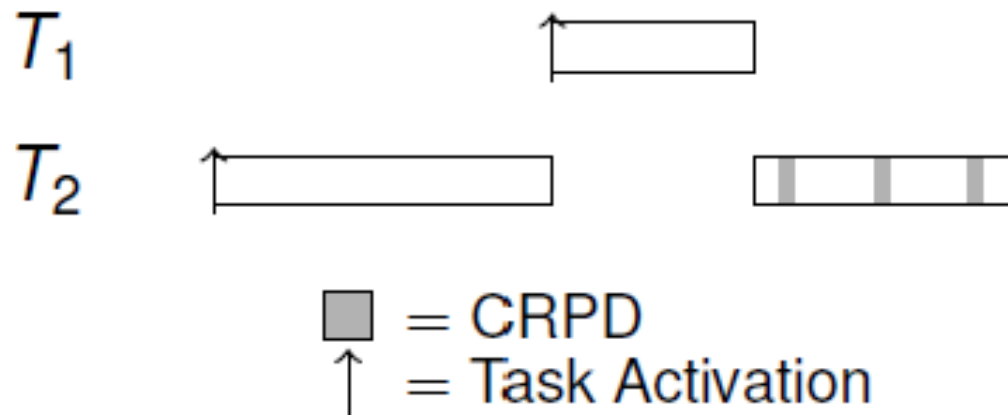 T1
T2
= CRPD
= Task Activation